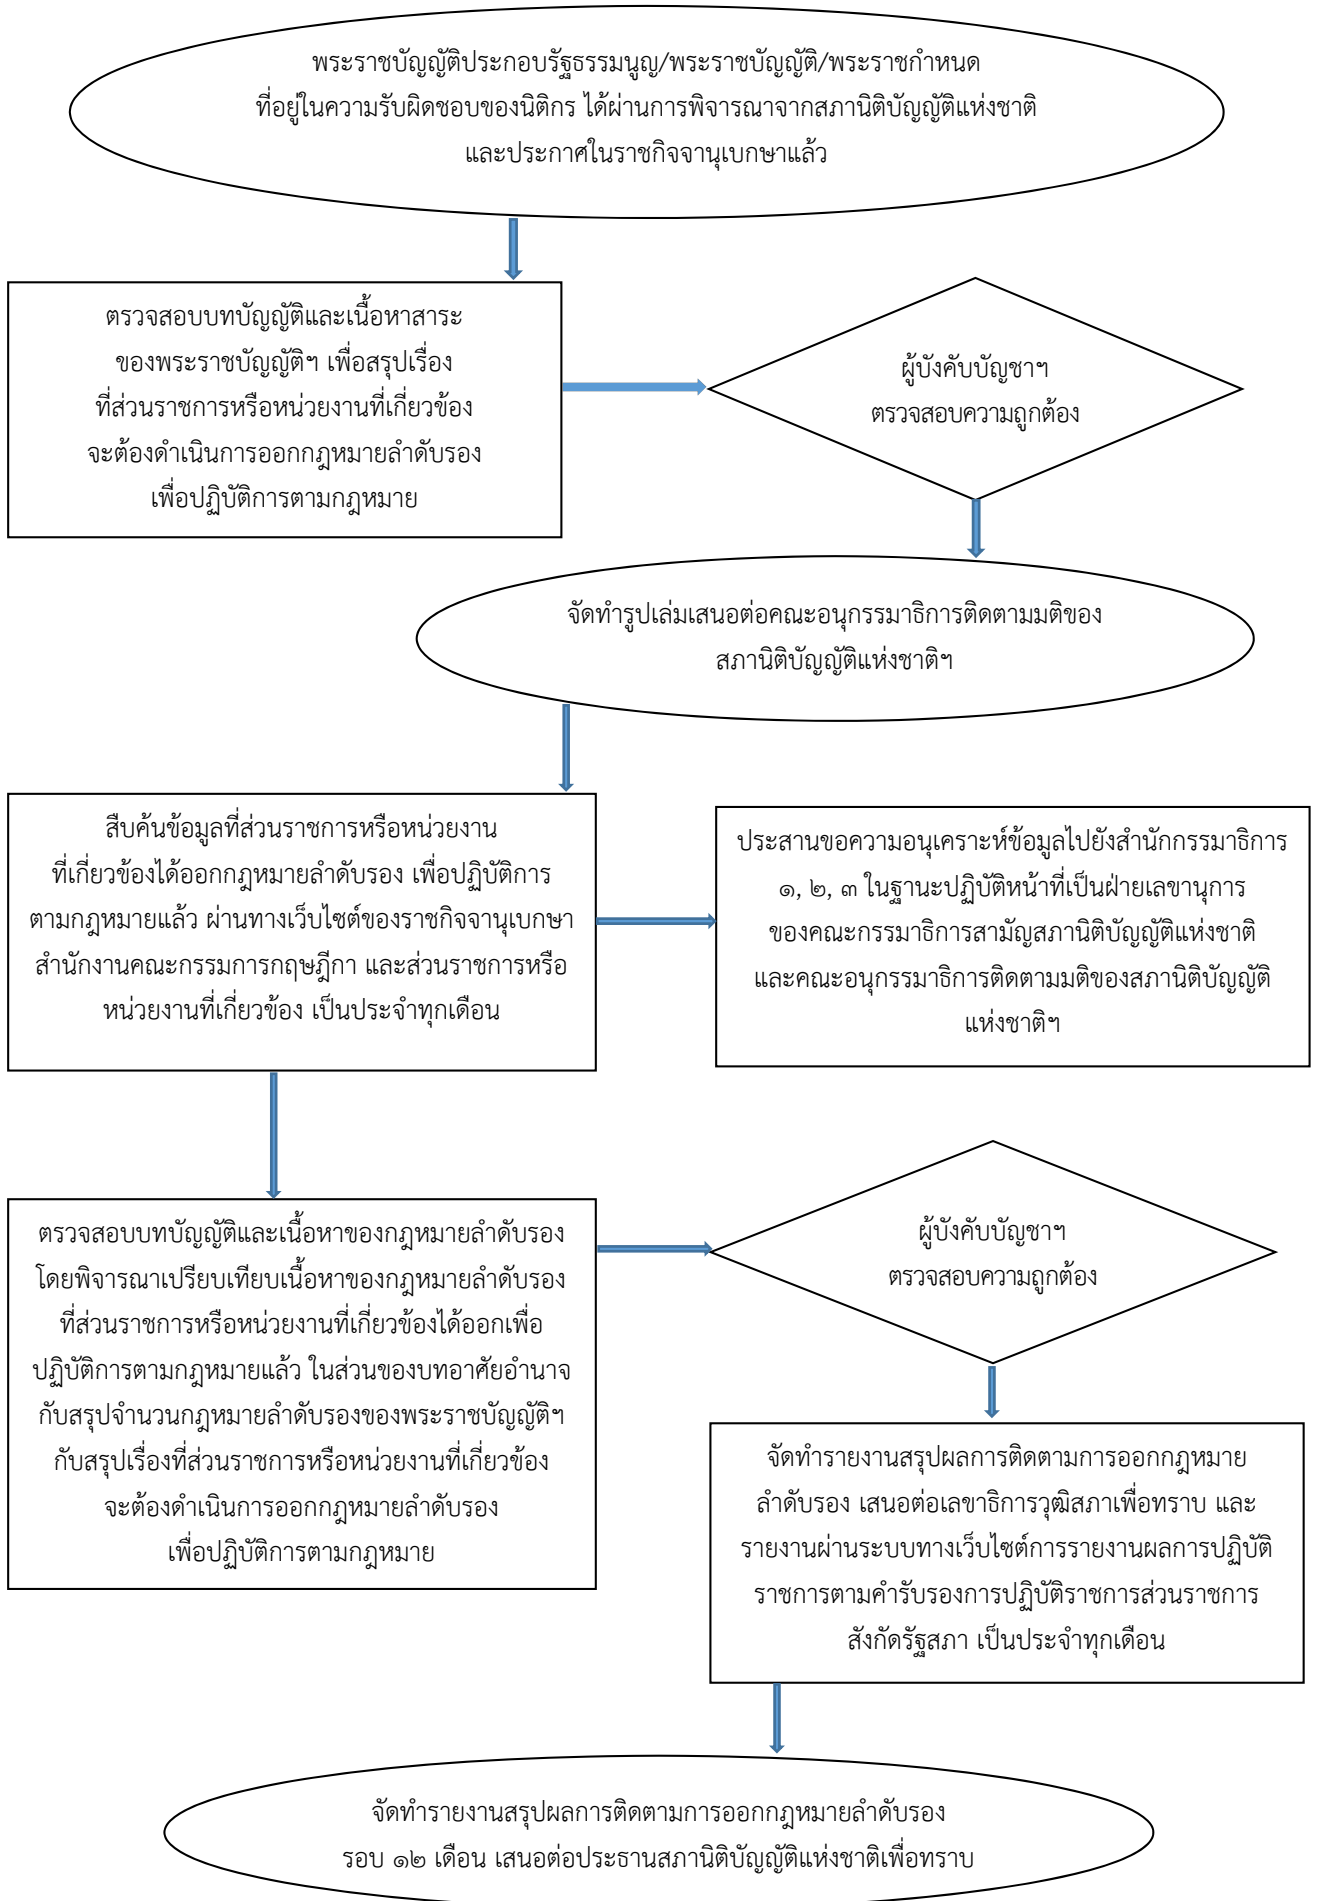 พระราชบัญญัติประกอบรัฐธรรมนูญ/พระราชบัญญัติ/พระราชกำหนด
ที่อยู่ในความรับผิดชอบของนิติกร ได้ผ่านการพิจารณาจากสภานิติบัญญัติแห่งชาติ
และประกาศในราชกิจจานุเบกษาแล้ว
ตรวจสอบบทบัญญัติและเนื้อหาสาระ
ของพระราชบัญญัติฯ เพื่อสรุปเรื่อง
ที่ส่วนราชการหรือหน่วยงานที่เกี่ยวข้อง
จะต้องดำเนินการออกกฎหมายลำดับรอง
เพื่อปฏิบัติการตามกฎหมาย
ผู้บังคับบัญชาฯ
ตรวจสอบความถูกต้อง
จัดทำรูปเล่มเสนอต่อคณะอนุกรรมาธิการติดตามมติของ
สภานิติบัญญัติแห่งชาติฯ
สืบค้นข้อมูลที่ส่วนราชการหรือหน่วยงาน
ที่เกี่ยวข้องได้ออกกฎหมายลำดับรอง เพื่อปฏิบัติการ
ตามกฎหมายแล้ว ผ่านทางเว็บไซต์ของราชกิจจานุเบกษา
สำนักงานคณะกรรมการกฤษฎีกา และส่วนราชการหรือ
หน่วยงานที่เกี่ยวข้อง เป็นประจำทุกเดือน
ประสานขอความอนุเคราะห์ข้อมูลไปยังสำนักกรรมาธิการ
๑, ๒, ๓ ในฐานะปฏิบัติหน้าที่เป็นฝ่ายเลขานุการ
ของคณะกรรมาธิการสามัญสภานิติบัญญัติแห่งชาติ
และคณะอนุกรรมาธิการติดตามมติของสภานิติบัญญัติ
แห่งชาติฯ
ตรวจสอบบทบัญญัติและเนื้อหาของกฎหมายลำดับรอง
โดยพิจารณาเปรียบเทียบเนื้อหาของกฎหมายลำดับรอง
ที่ส่วนราชการหรือหน่วยงานที่เกี่ยวข้องได้ออกเพื่อ
ปฏิบัติการตามกฎหมายแล้ว ในส่วนของบทอาศัยอำนาจ
กับสรุปจำนวนกฎหมายลำดับรองของพระราชบัญญัติฯ
กับสรุปเรื่องที่ส่วนราชการหรือหน่วยงานที่เกี่ยวข้อง
จะต้องดำเนินการออกกฎหมายลำดับรอง
เพื่อปฏิบัติการตามกฎหมาย
ผู้บังคับบัญชาฯ
ตรวจสอบความถูกต้อง
จัดทำรายงานสรุปผลการติดตามการออกกฎหมาย
ลำดับรอง เสนอต่อเลขาธิการวุฒิสภาเพื่อทราบ และ
รายงานผ่านระบบทางเว็บไซต์การรายงานผลการปฏิบัติ
ราชการตามคำรับรองการปฏิบัติราชการส่วนราชการ
สังกัดรัฐสภา เป็นประจำทุกเดือน
จัดทำรายงานสรุปผลการติดตามการออกกฎหมายลำดับรอง
รอบ ๑๒ เดือน เสนอต่อประธานสภานิติบัญญัติแห่งชาติเพื่อทราบ